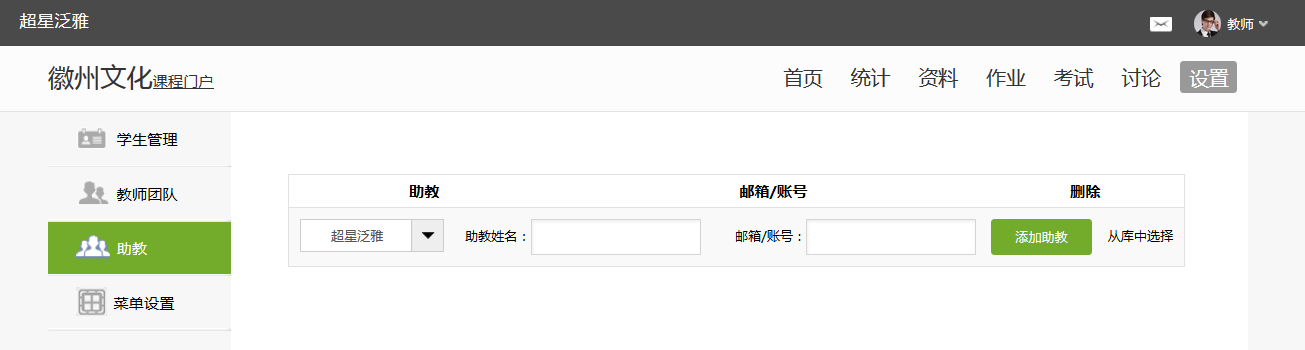 超星泛雅
教师
徽州文化课程门户
首页 统计 资料 作业 考试 讨论 设置
学生管理
教师团队
助教
菜单设置
助教 邮箱/账号 删除
超星泛雅 助教姓名： 邮箱/账号： 添加助教 从库中选择